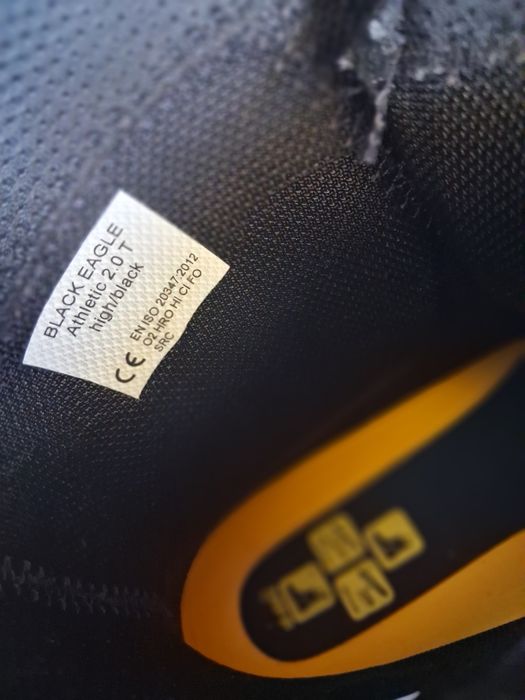 BLACK EAGLE
Athletic 2 0 T
high/black
CE EN ISO 20347:2012
O2 HRO HI CI FO
SRC